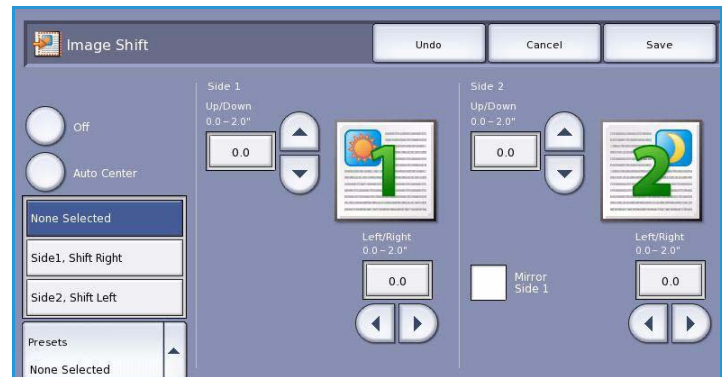 Image Shift
Undo
Cancel
Save
Off
Auto Center
None Selected
Side1, Shift Right
Side2, Shift Left
Presets
None Selected
Side 1
Up/Down
0.0 – 2.0"
0.0
1
Left/Right
0.0 – 2.0"
0.0
Side 2
Up/Down
0.0 – 2.0"
0.0
2
Mirror
Side 1
Left/Right
0.0 – 2.0"
0.0